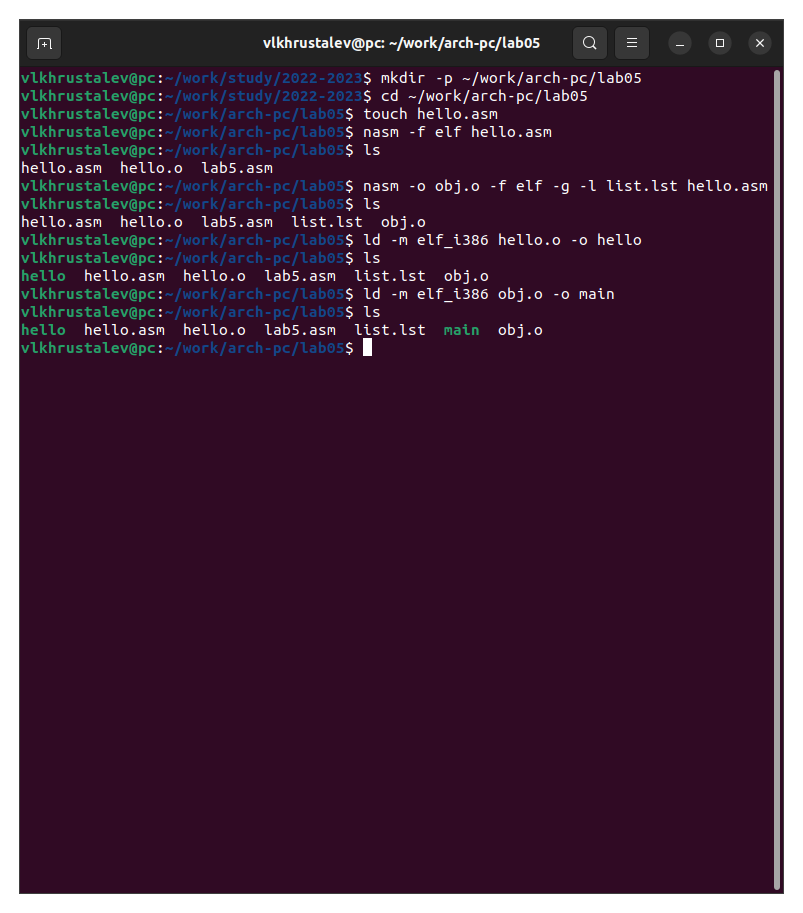 vlkhrustalev@pc: ~/work/arch-pc/lab05
vlkhrustalev@pc:~/work/study/2022-2023$ mkdir -p ~/work/arch-pc/lab05
vlkhrustalev@pc:~/work/study/2022-2023$ cd ~/work/arch-pc/lab05
vlkhrustalev@pc:~/work/arch-pc/lab05$ touch hello.asm
vlkhrustalev@pc:~/work/arch-pc/lab05$ nasm -f elf hello.asm
vlkhrustalev@pc:~/work/arch-pc/lab05$ ls
hello.asm  hello.o  lab5.asm
vlkhrustalev@pc:~/work/arch-pc/lab05$ nasm -o obj.o -f elf -g -l list.lst hello.asm
vlkhrustalev@pc:~/work/arch-pc/lab05$ ls
hello.asm  hello.o  lab5.asm  list.lst  obj.o
vlkhrustalev@pc:~/work/arch-pc/lab05$ ld -m elf_i386 hello.o -o hello
vlkhrustalev@pc:~/work/arch-pc/lab05$ ls
hello  hello.asm  hello.o  lab5.asm  list.lst  obj.o
vlkhrustalev@pc:~/work/arch-pc/lab05$ ld -m elf_i386 obj.o -o main
vlkhrustalev@pc:~/work/arch-pc/lab05$ ls
hello  hello.asm  hello.o  lab5.asm  list.lst  main  obj.o
vlkhrustalev@pc:~/work/arch-pc/lab05$